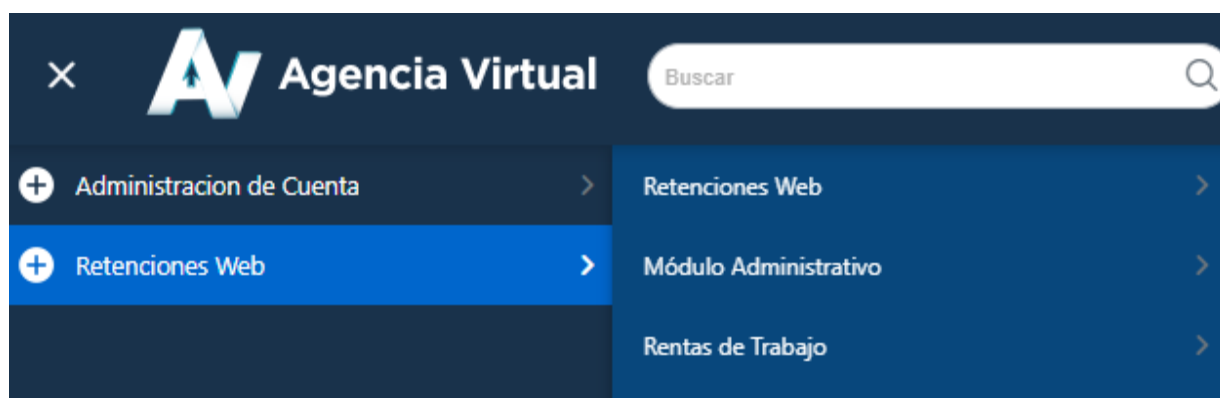 Agencia Virtual
Buscar
Administracion de Cuenta
Retenciones Web
Retenciones Web
Módulo Administrativo
Rentas de Trabajo